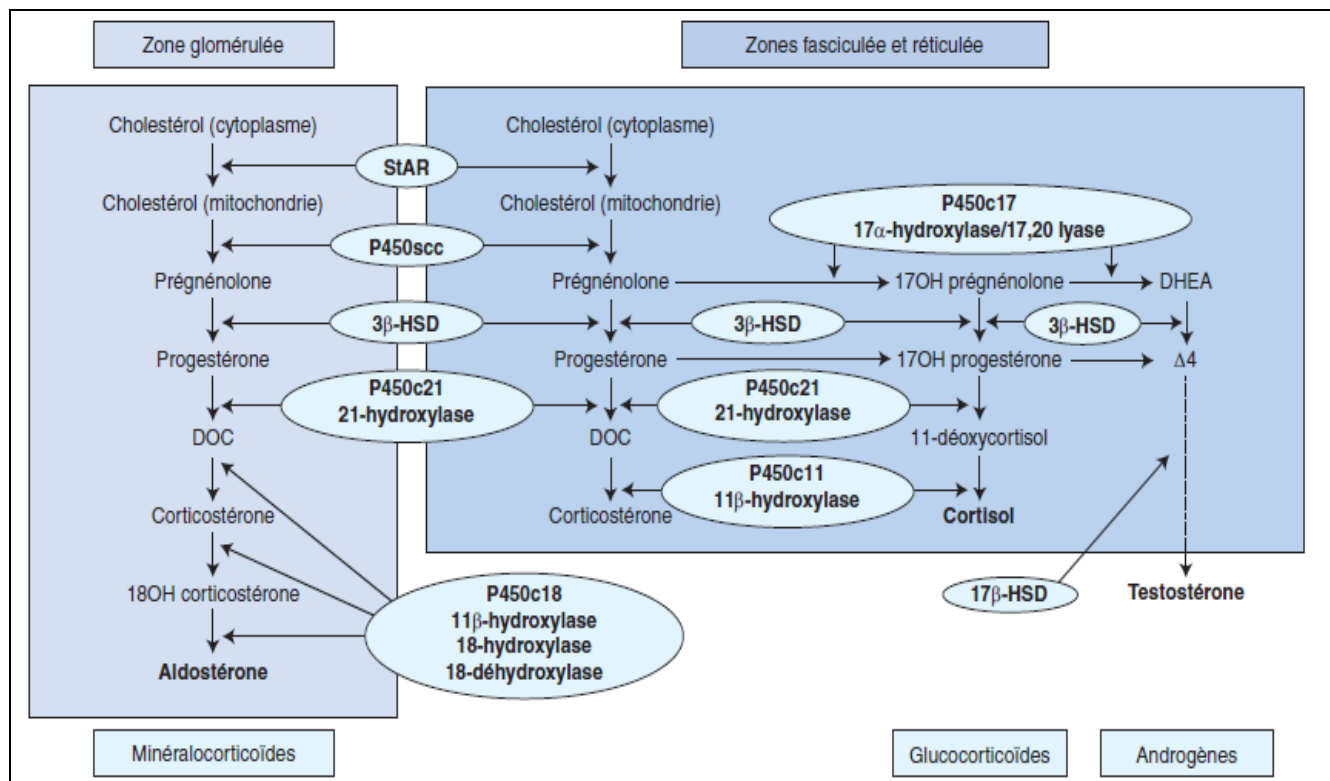 Zone glomérulée
Zones fasciculée et réticulée
Cholestérol (cytoplasme)
Cholestérol (cytoplasme)
StAR
Cholestérol (mitochondrie)
Cholestérol (mitochondrie)
P450c17
17α-hydroxylase/17,20 lyase
P450scc
Prégnénolone
Prégnénolone
17OH prégnénolone
DHEA
3β-HSD
3β-HSD
3β-HSD
Progestérone
Progestérone
17OH progestérone
Δ4
P450c21
21-hydroxylase
P450c21
21-hydroxylase
DOC
DOC
11-déoxycortisol
P450c11
11β-hydroxylase
Corticostérone
Corticostérone
Cortisol
18OH corticostérone
P450c18
11β-hydroxylase
18-hydroxylase
18-déhydroxylase
17β-HSD
Testostérone
Aldostérone
Minéralocorticoïdes
Glucocorticoïdes
Androgènes